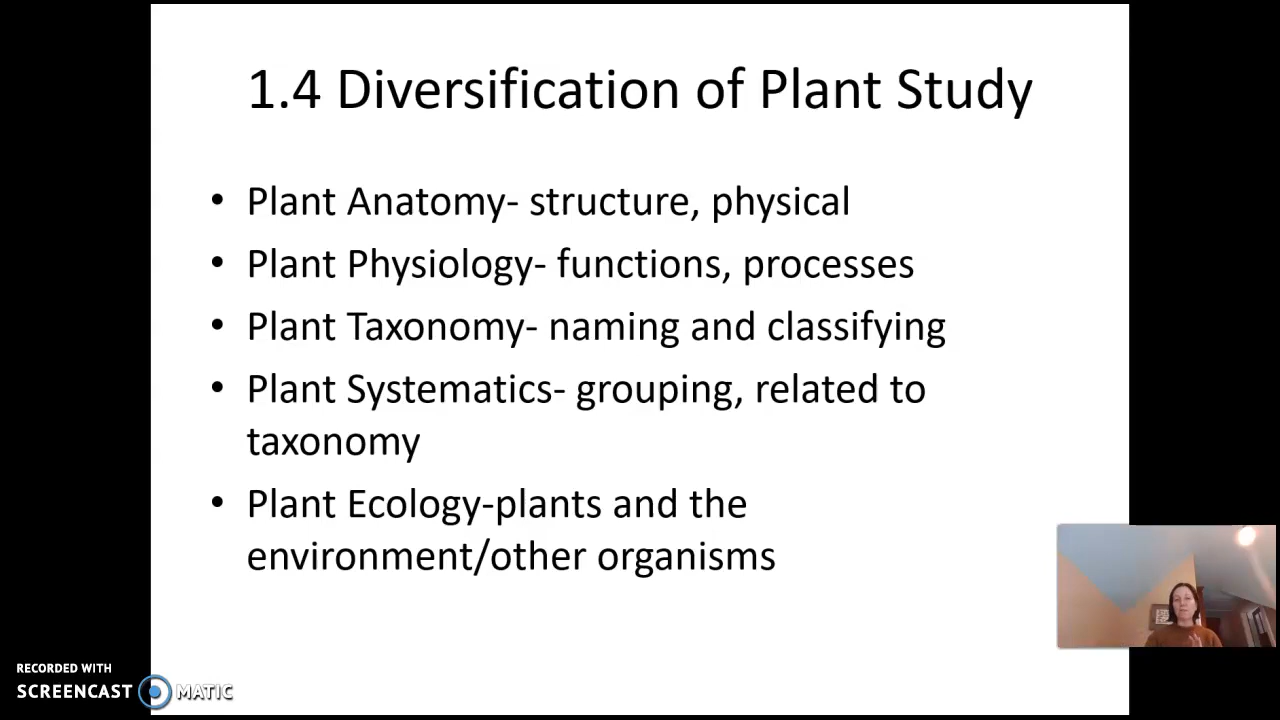 1.4 Diversification of Plant Study
• Plant Anatomy- structure, physical
• Plant Physiology- functions, processes
• Plant Taxonomy- naming and classifying
• Plant Systematics- grouping, related to
taxonomy
• Plant Ecology-plants and the
environment/other organisms
RECORDED WITH
SCREENCAST MATIC